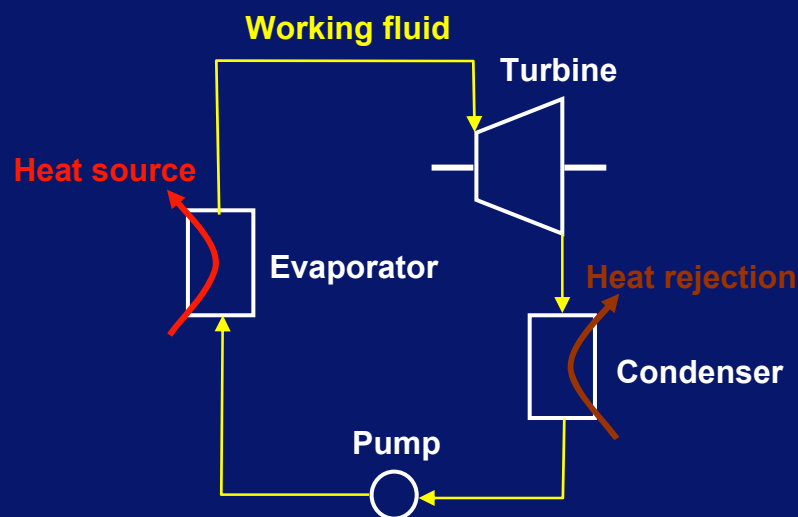 Working fluid
Turbine
Heat source
Evaporator
Heat rejection
Condenser
Pump